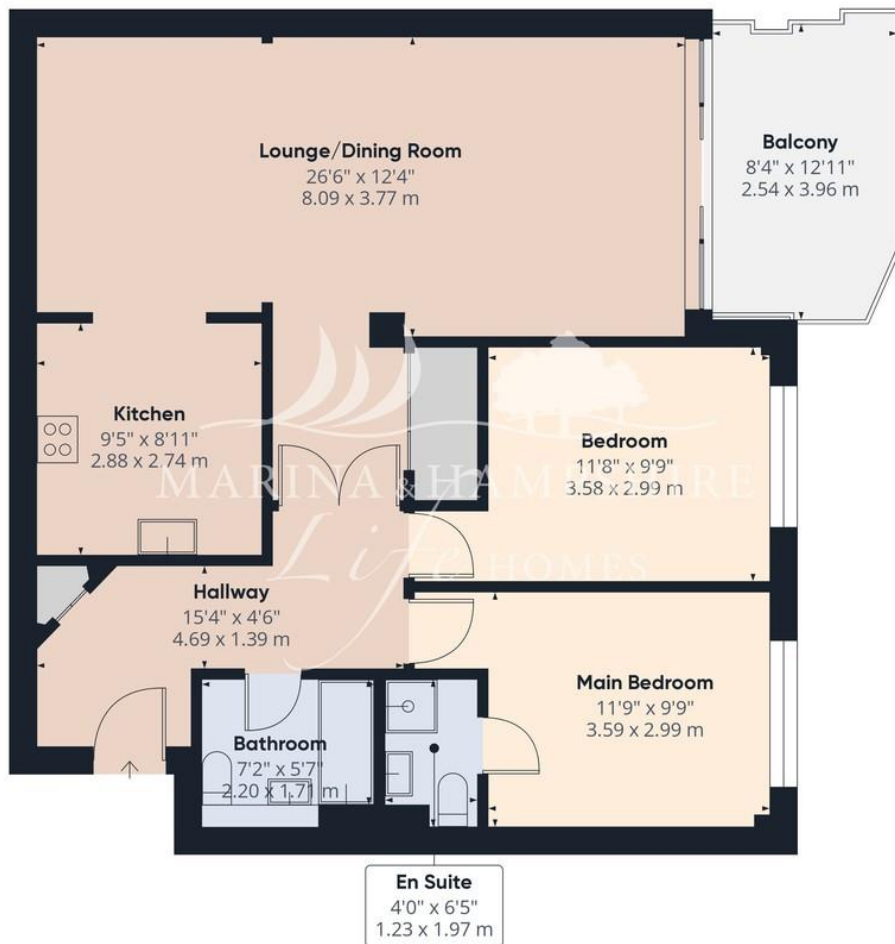 Lounge/Dining Room
26'6" x 12'4"
8.09 x 3.77 m
Balcony
8'4" x 12'11"
2.54 x 3.96 m
Kitchen
9'5" x 8'11"
2.88 x 2.74 m
Bedroom
11'8" x 9'9"
3.58 x 2.99 m
MARINA & HAMPSHIRE
Life HOMES
Hallway
15'4" x 4'6"
4.69 x 1.39 m
Main Bedroom
11'9" x 9'9"
3.59 x 2.99 m
Bathroom
7'2" x 5'7"
2.20 x 1.71 m
En Suite
4'0" x 6'5"
1.23 x 1.97 m